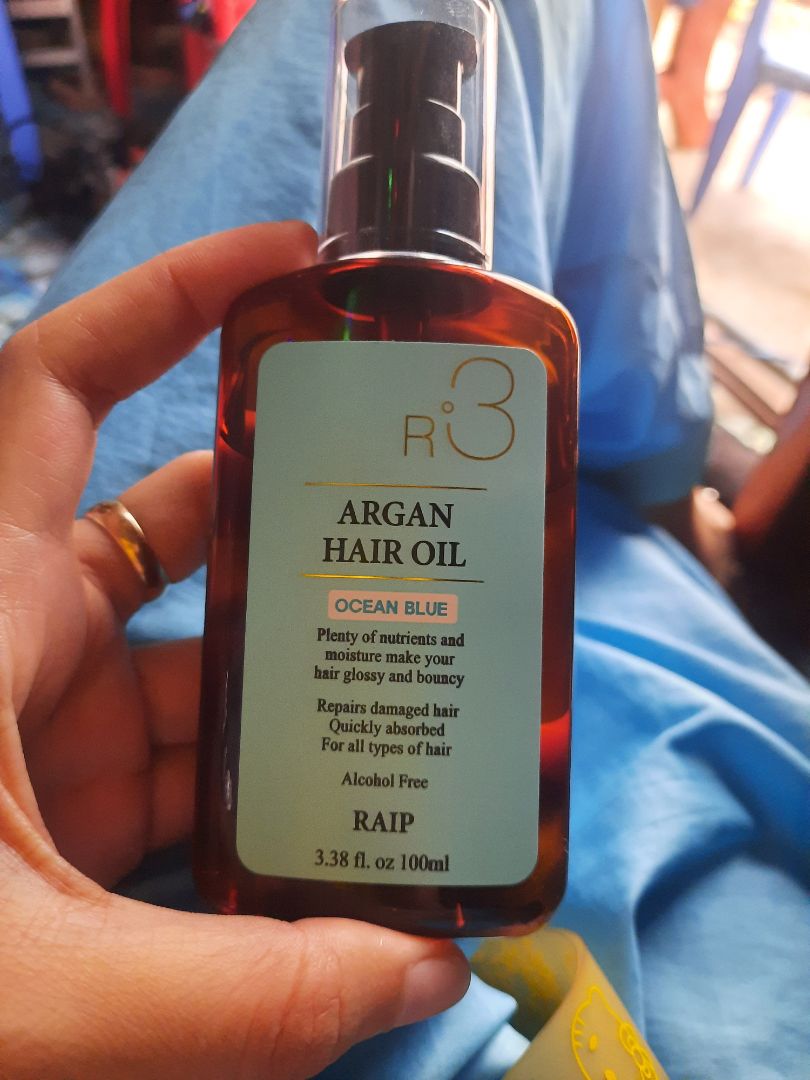 R°3
ARGAN
HAIR OIL
OCEAN BLUE
Plenty of nutrients and
moisture make your
hair glossy and bouncy
Repairs damaged hair
Quickly absorbed
For all types of hair
Alcohol Free
RAIP
3.38 fl. oz 100ml